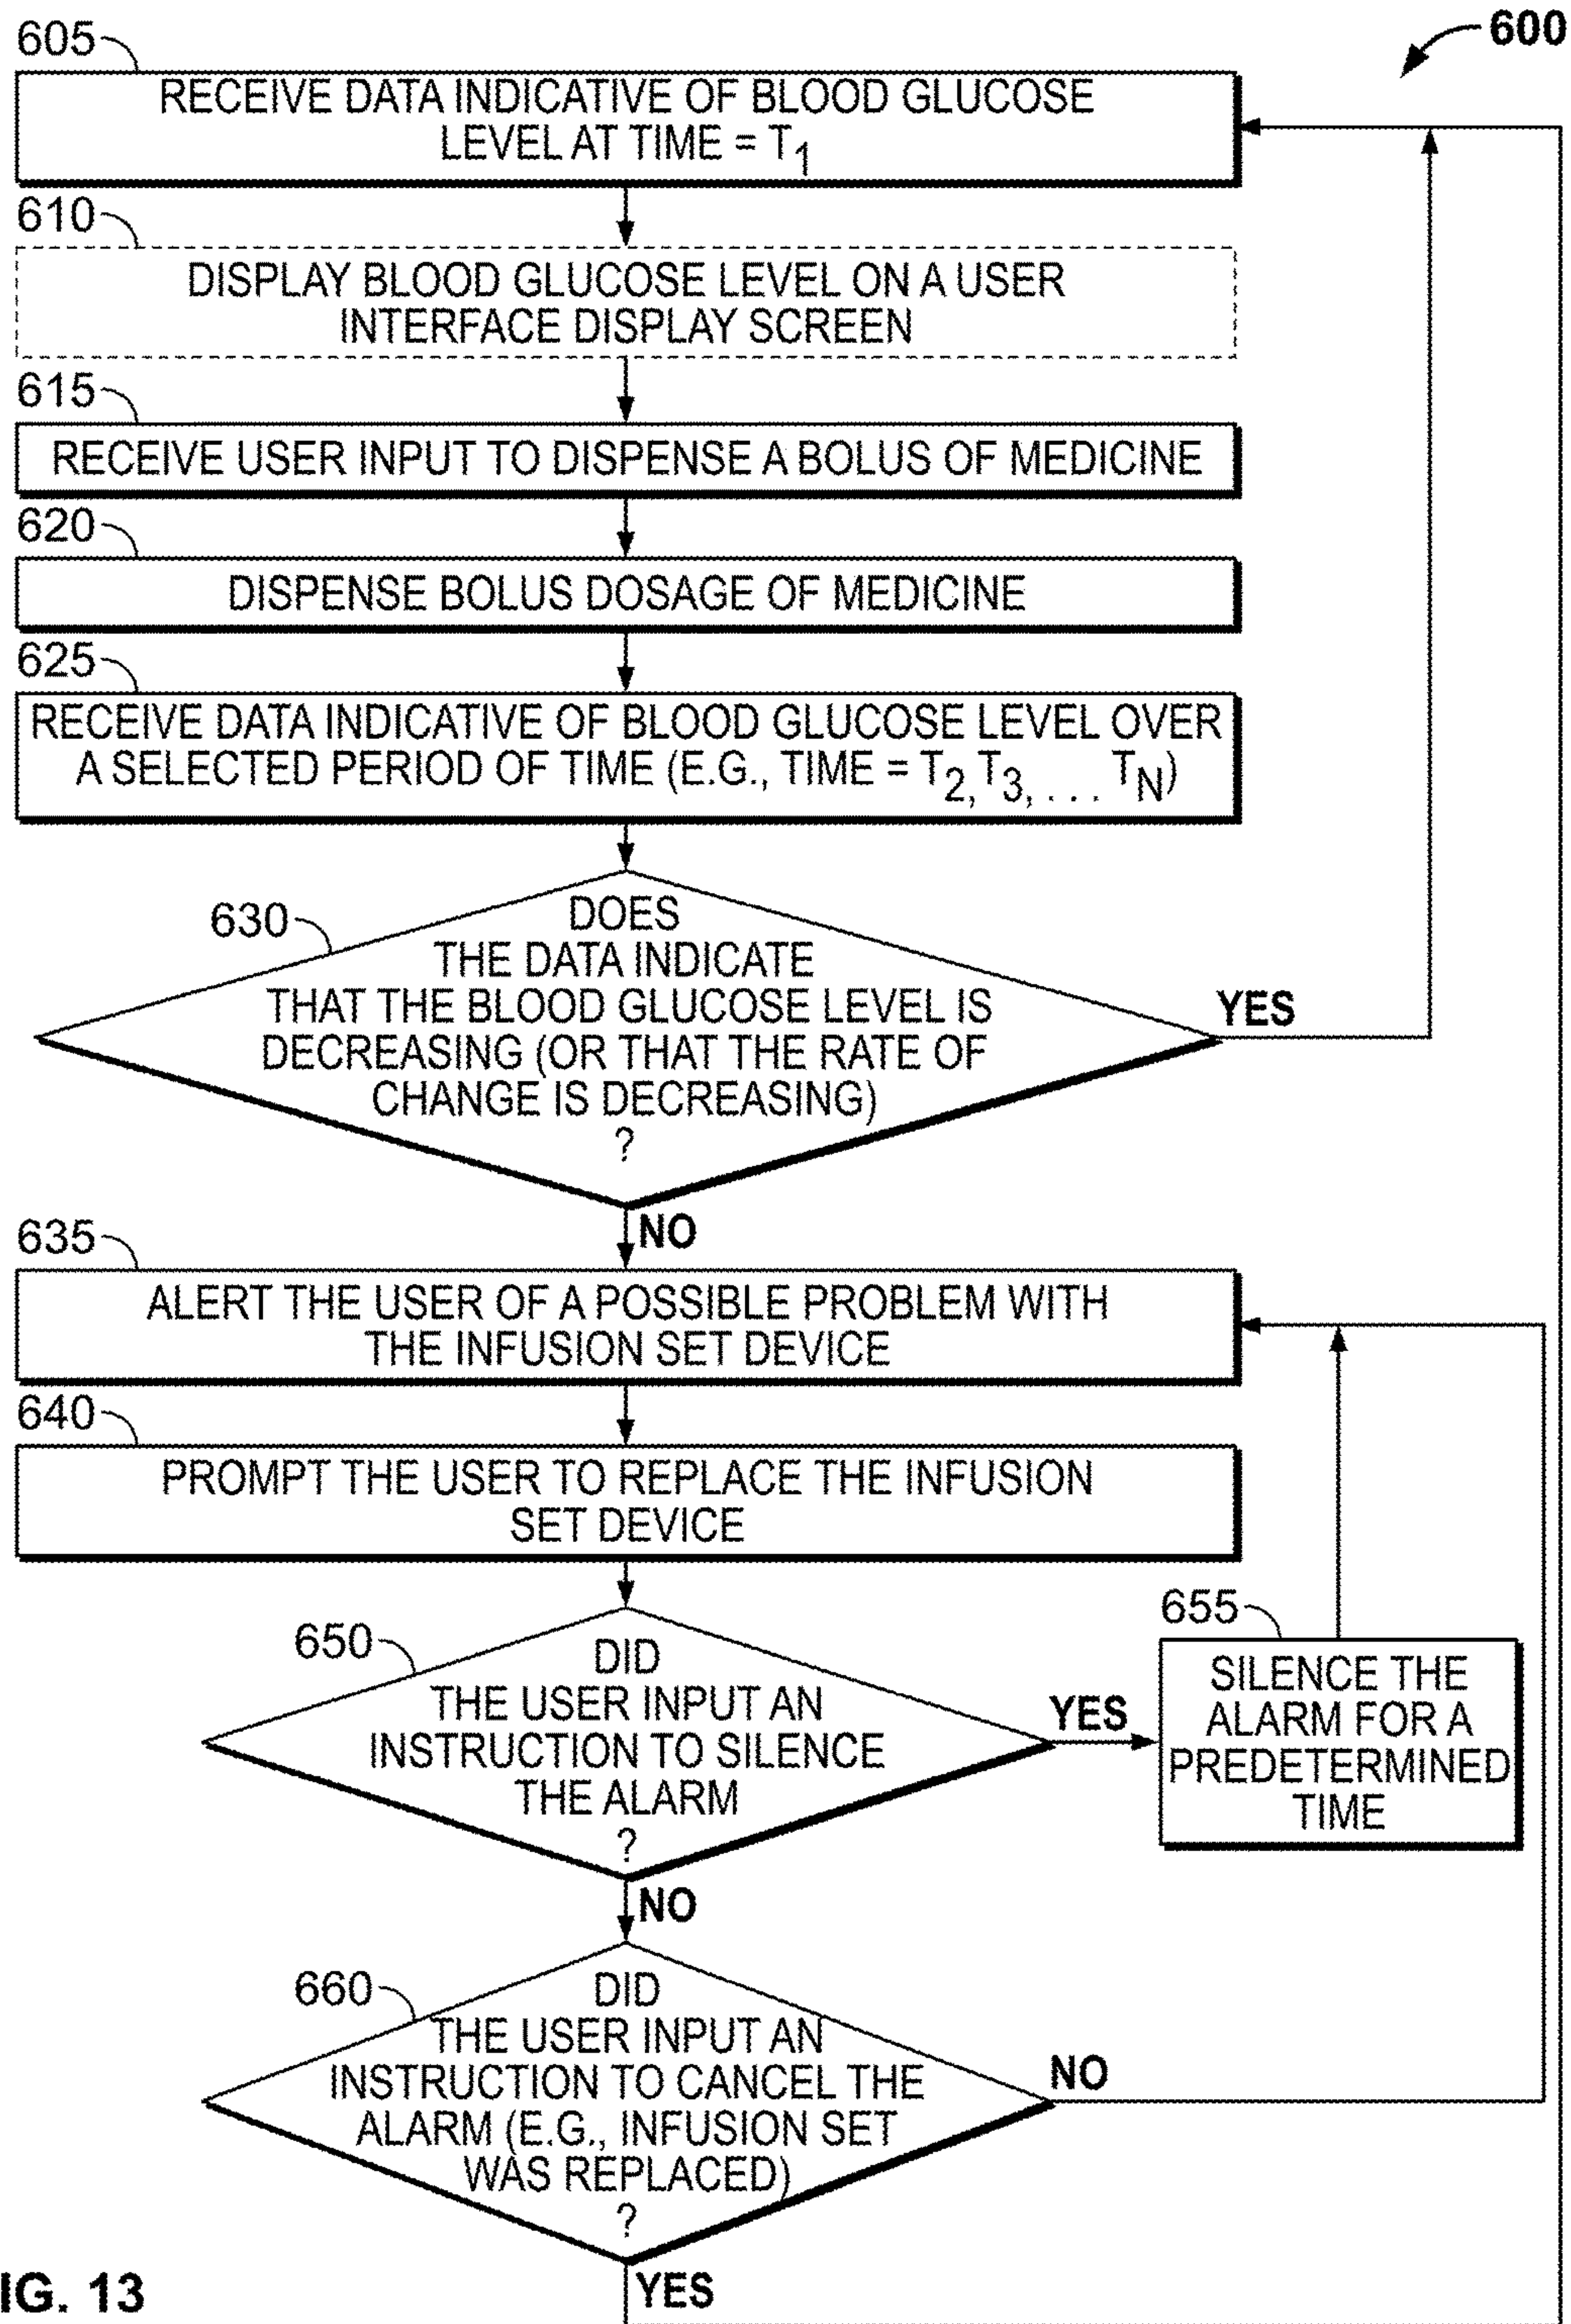 600
605
RECEIVE DATA INDICATIVE OF BLOOD GLUCOSE
LEVEL AT TIME = T1
610
DISPLAY BLOOD GLUCOSE LEVEL ON A USER
INTERFACE DISPLAY SCREEN
615
RECEIVE USER INPUT TO DISPENSE A BOLUS OF MEDICINE
620
DISPENSE BOLUS DOSAGE OF MEDICINE
625
RECEIVE DATA INDICATIVE OF BLOOD GLUCOSE LEVEL OVER
A SELECTED PERIOD OF TIME (E.G., TIME = T2, T3, . . . TN)
630
DOES
THE DATA INDICATE
THAT THE BLOOD GLUCOSE LEVEL IS
DECREASING (OR THAT THE RATE OF
CHANGE IS DECREASING)
?
YES
NO
635
ALERT THE USER OF A POSSIBLE PROBLEM WITH
THE INFUSION SET DEVICE
640
PROMPT THE USER TO REPLACE THE INFUSION
SET DEVICE
650
DID
THE USER INPUT AN
INSTRUCTION TO SILENCE
THE ALARM
?
YES
655
SILENCE THE
ALARM FOR A
PREDETERMINED
TIME
NO
660
DID
THE USER INPUT AN
INSTRUCTION TO CANCEL THE
ALARM (E.G., INFUSION SET
WAS REPLACED)
?
NO
YES
IG. 13